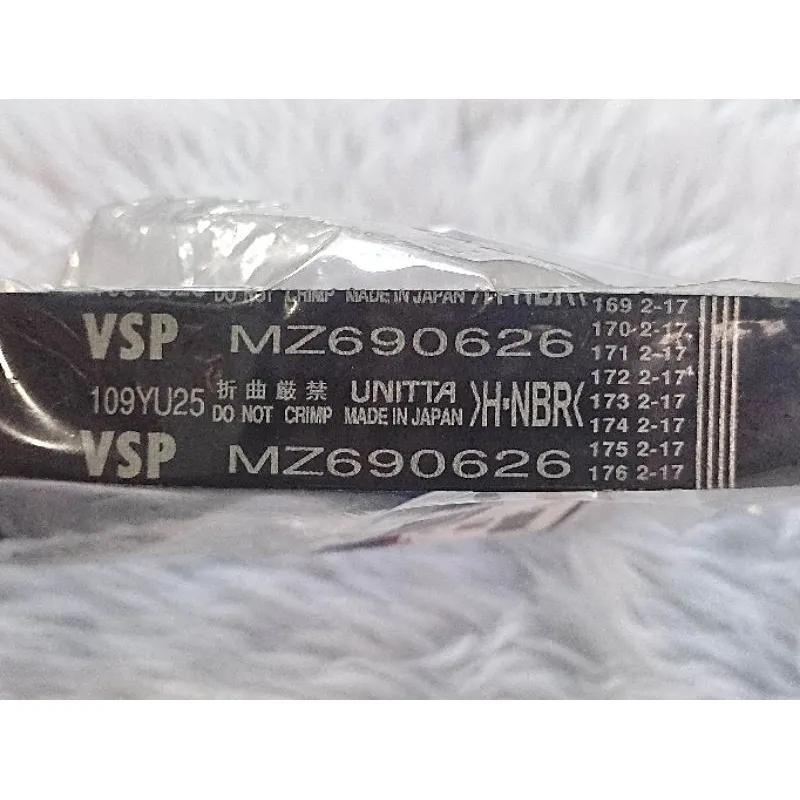 DO NOT CRIMP MADE IN JAPAN >H·NBR<
VSP MZ690626
109YU25 折曲厳禁 UNITTA >H·NBR<
DO NOT CRIMP MADE IN JAPAN
VSP MZ690626
169 2-17
170 2-17
171 2-17
172 2-17
173 2-17
174 2-17
175 2-17
176 2-17